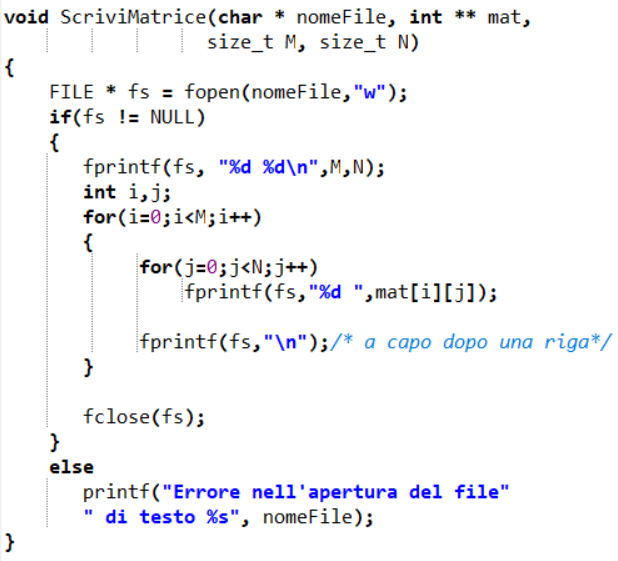 void ScriviMatrice(char * nomeFile, int ** mat,
size_t M, size_t N)
{
FILE * fs = fopen(nomeFile,"w");
if(fs != NULL)
{
fprintf(fs, "%d %d\n",M,N);
int i,j;
for(i=0;i<M;i++)
{
for(j=0;j<N;j++)
fprintf(fs,"%d ",mat[i][j]);
fprintf(fs,"\n");/* a capo dopo una riga*/
}
fclose(fs);
}
else
printf("Errore nell'apertura del file"
" di testo %s", nomeFile);
}